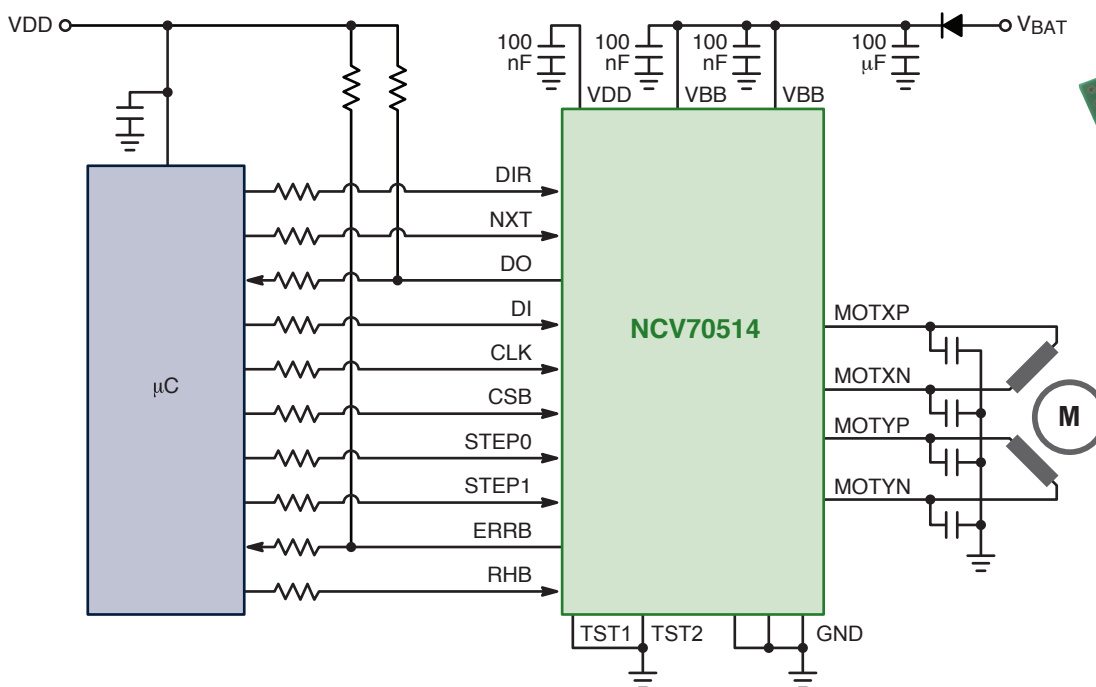 VDD
100 nF
100 nF
100 nF
100 μF
VBAT
VDD
VBB
VBB
DIR
NXT
DO
DI
CLK
CSB
STEP0
STEP1
ERRB
RHB
μC
NCV70514
MOTXP
MOTXN
MOTYP
MOTYN
M
TST1
TST2
GND